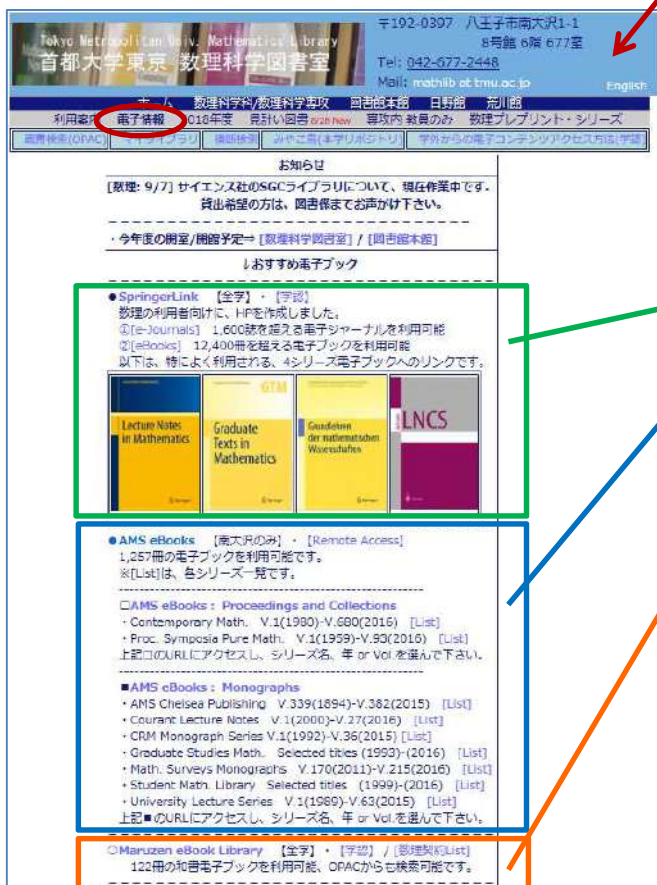 〒192-0397 八王子市南大沢1-1
8号館 6階 677室
Tokyo Metropolitan Univ. Mathematics Library
首都大学東京 数理科学図書室
Tel: 042-677-2448
Mail: mathlib at tmu.ac.jp
English
ホーム 数理科学科/数理科学専攻 図書館本館 日野館 荒川館
利用案内 電子情報 2018年度 見計い図書 8/28 New 専攻内 教員のみ 数理プレプリント・シリーズ
蔵書検索(OPAC) マイライブラリ 横断検索 みやこ鳥(本学リポジトリ) 学外からの電子コンテンツアクセス方法(学認)
お知らせ
[数理: 9/7] サイエンス社のSGCライブラリについて、現在作業中です。
貸出希望の方は、図書係までお声がけ下さい。
・今年度の開室/開館予定⇒ [数理科学図書室] / [図書館本館]
↓おすすめ電子ブック
●SpringerLink 【全学】・【学認】
数理の利用者向けに、HPを作成しました。
①[e-Journals] 1,600誌を超える電子ジャーナルを利用可能
②[eBooks] 12,400冊を超える電子ブックを利用可能
以下は、特によく利用される、4シリーズ電子ブックへのリンクです。
GTM
LNCS
Lecture Notes in Mathematics
Graduate Texts in Mathematics
Grundlehren der mathematischen Wissenschaften
Springer
Springer
Springer
●AMS eBooks 【南大沢のみ】・【Remote Access】
1,257冊の電子ブックを利用可能です。
※[List]は、各シリーズ一覧です。
□AMS eBooks : Proceedings and Collections
・Contemporary Math. V.1(1980)-V.680(2016) [List]
・Proc. Symposia Pure Math. V.1(1959)-V.93(2016) [List]
上記□のURLにアクセスし、シリーズ名、年 or Vol.を選んで下さい。
■AMS eBooks : Monographs
・AMS Chelsea Publishing V.339(1894)-V.382(2015) [List]
・Courant Lecture Notes V.1(2000)-V.27(2016) [List]
・CRM Monograph Series V.1(1992)-V.36(2015) [List]
・Graduate Studies Math. Selected titles (1993)-(2016) [List]
・Math. Surveys Monographs V.170(2011)-V.215(2016) [List]
・Student Math. Library Selected titles (1999)-(2016) [List]
・University Lecture Series V.1(1989)-V.63(2015) [List]
上記■のURLにアクセスし、シリーズ名、年 or Vol.を選んで下さい。
○Maruzen eBook Library 【全学】・【学認】 / [数理契約List]
122冊の和書電子ブックを利用可能、OPACからも検索可能です。